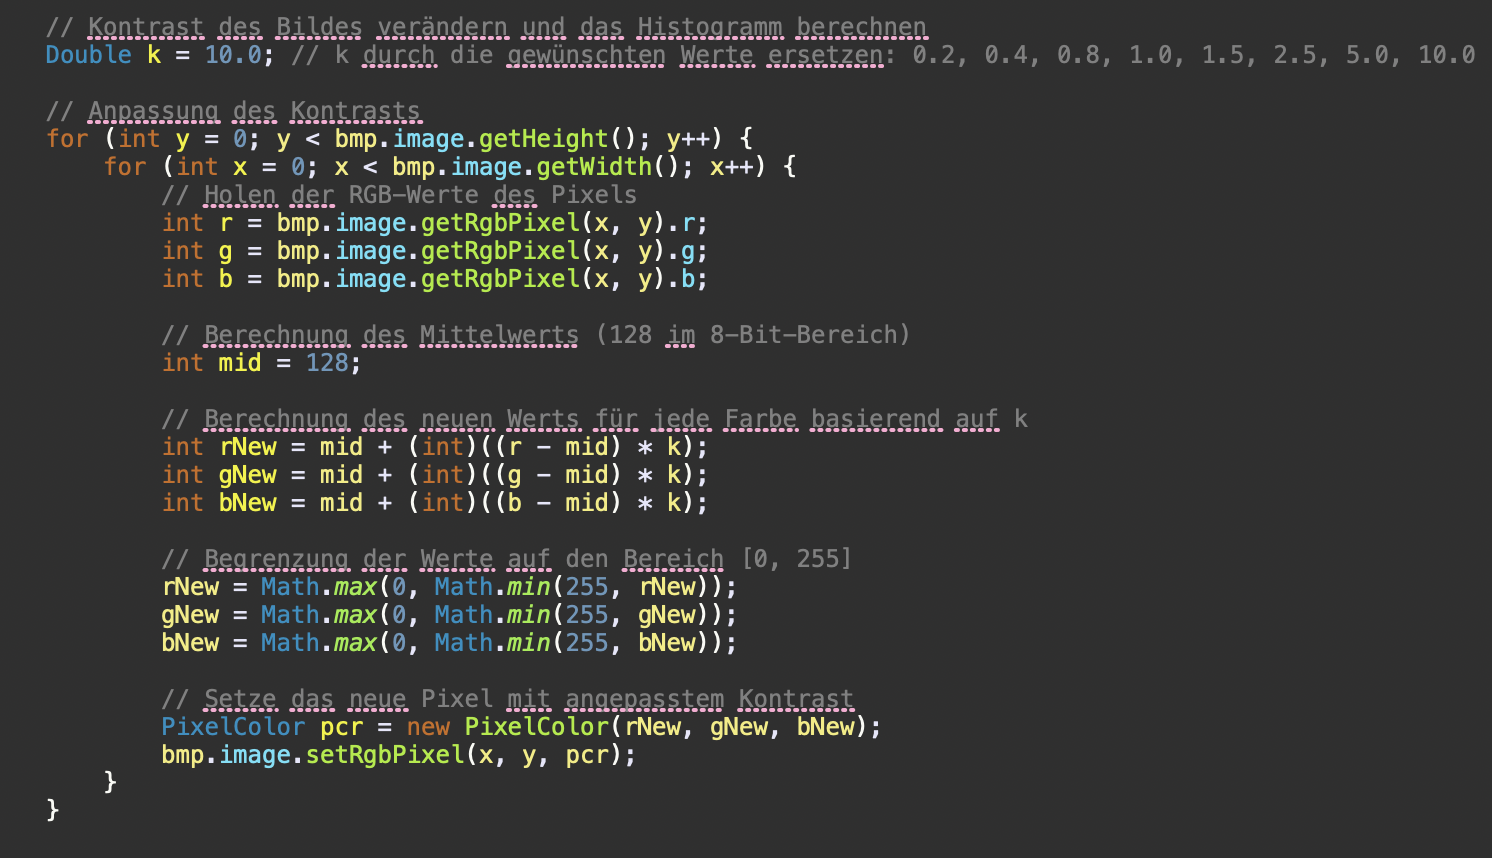 // Kontrast des Bildes verändern und das Histogramm berechnen
Double k = 10.0; // k durch die gewünschten Werte ersetzen: 0.2, 0.4, 0.8, 1.0, 1.5, 2.5, 5.0, 10.0
// Anpassung des Kontrasts
for (int y = 0; y < bmp.image.getHeight(); y++) {
    for (int x = 0; x < bmp.image.getWidth(); x++) {
        // Holen der RGB-Werte des Pixels
        int r = bmp.image.getRgbPixel(x, y).r;
        int g = bmp.image.getRgbPixel(x, y).g;
        int b = bmp.image.getRgbPixel(x, y).b;
        // Berechnung des Mittelwerts (128 im 8-Bit-Bereich)
        int mid = 128;
        // Berechnung des neuen Werts für jede Farbe basierend auf k
        int rNew = mid + (int)((r - mid) * k);
        int gNew = mid + (int)((g - mid) * k);
        int bNew = mid + (int)((b - mid) * k);
        // Begrenzung der Werte auf den Bereich [0, 255]
        rNew = Math.max(0, Math.min(255, rNew));
        gNew = Math.max(0, Math.min(255, gNew));
        bNew = Math.max(0, Math.min(255, bNew));
        // Setze das neue Pixel mit angepasstem Kontrast
        PixelColor pcr = new PixelColor(rNew, gNew, bNew);
        bmp.image.setRgbPixel(x, y, pcr);
    }
}